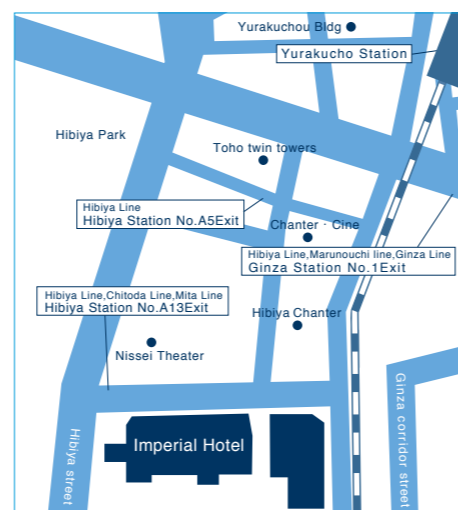 Yurakuchou Bldg
Yurakucho Station
Hibiya Park
Toho twin towers
Hibiya Line
Hibiya Station No.A5Exit
Chanter · Cine
Hibiya Line,Marunouchi line,Ginza Line
Ginza Station No.1Exit
Hibiya Line,Chitoda Line,Mita Line
Hibiya Station No.A13Exit
Hibiya Chanter
Nissei Theater
Imperial Hotel
Hibiya street
Ginza corridor street